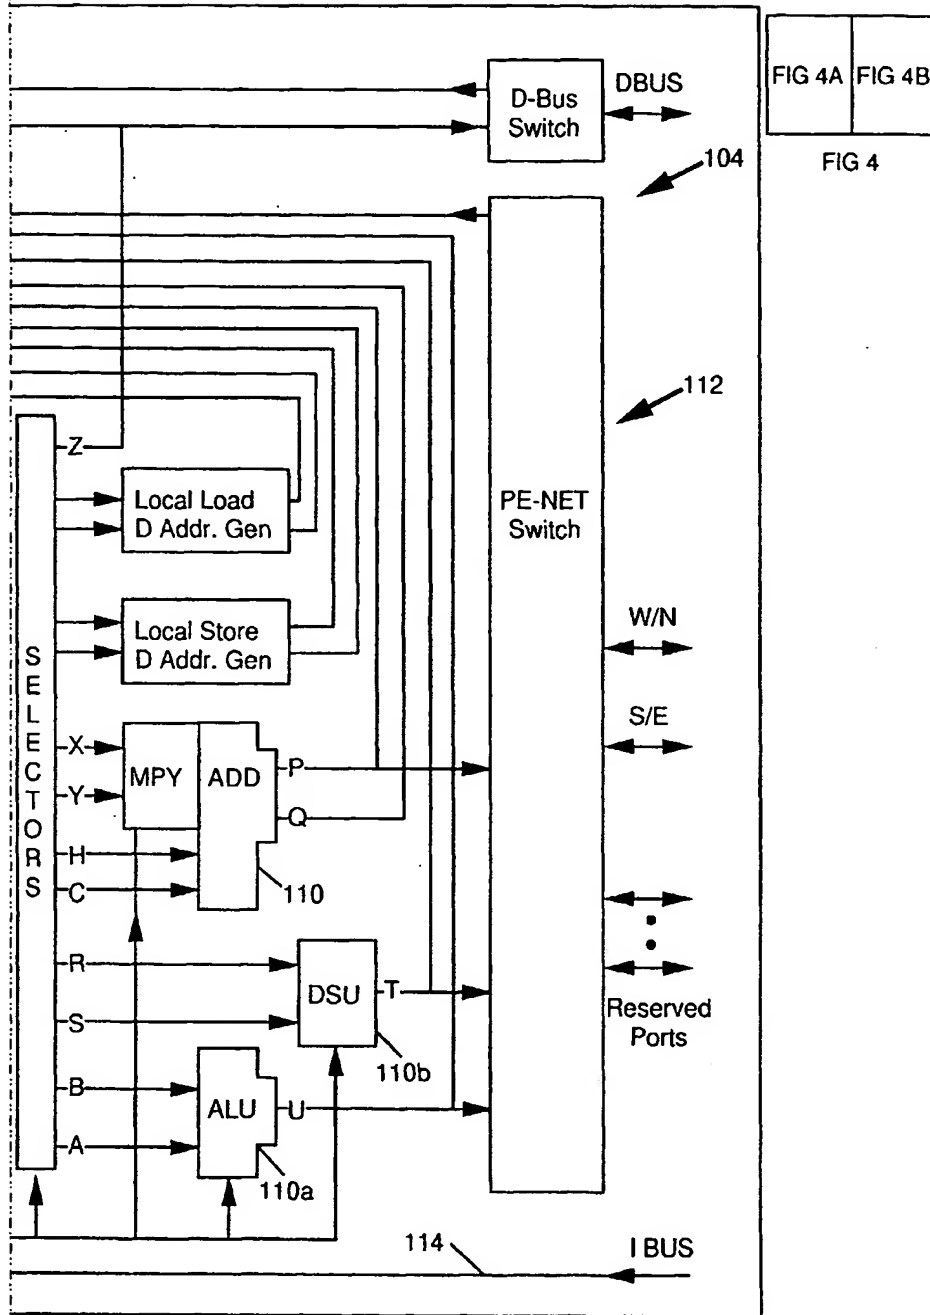 D-Bus
Switch
DBUS
FIG 4A
FIG 4B
FIG 4
104
112
Z
Local Load
D Addr. Gen
PE-NET
Switch
Local Store
D Addr. Gen
W/N
S/E
SELECTORS
X
Y
H
C
MPY
ADD
P
Q
110
R
S
DSU
T
110b
Reserved
Ports
B
A
ALU
U
110a
114
I BUS